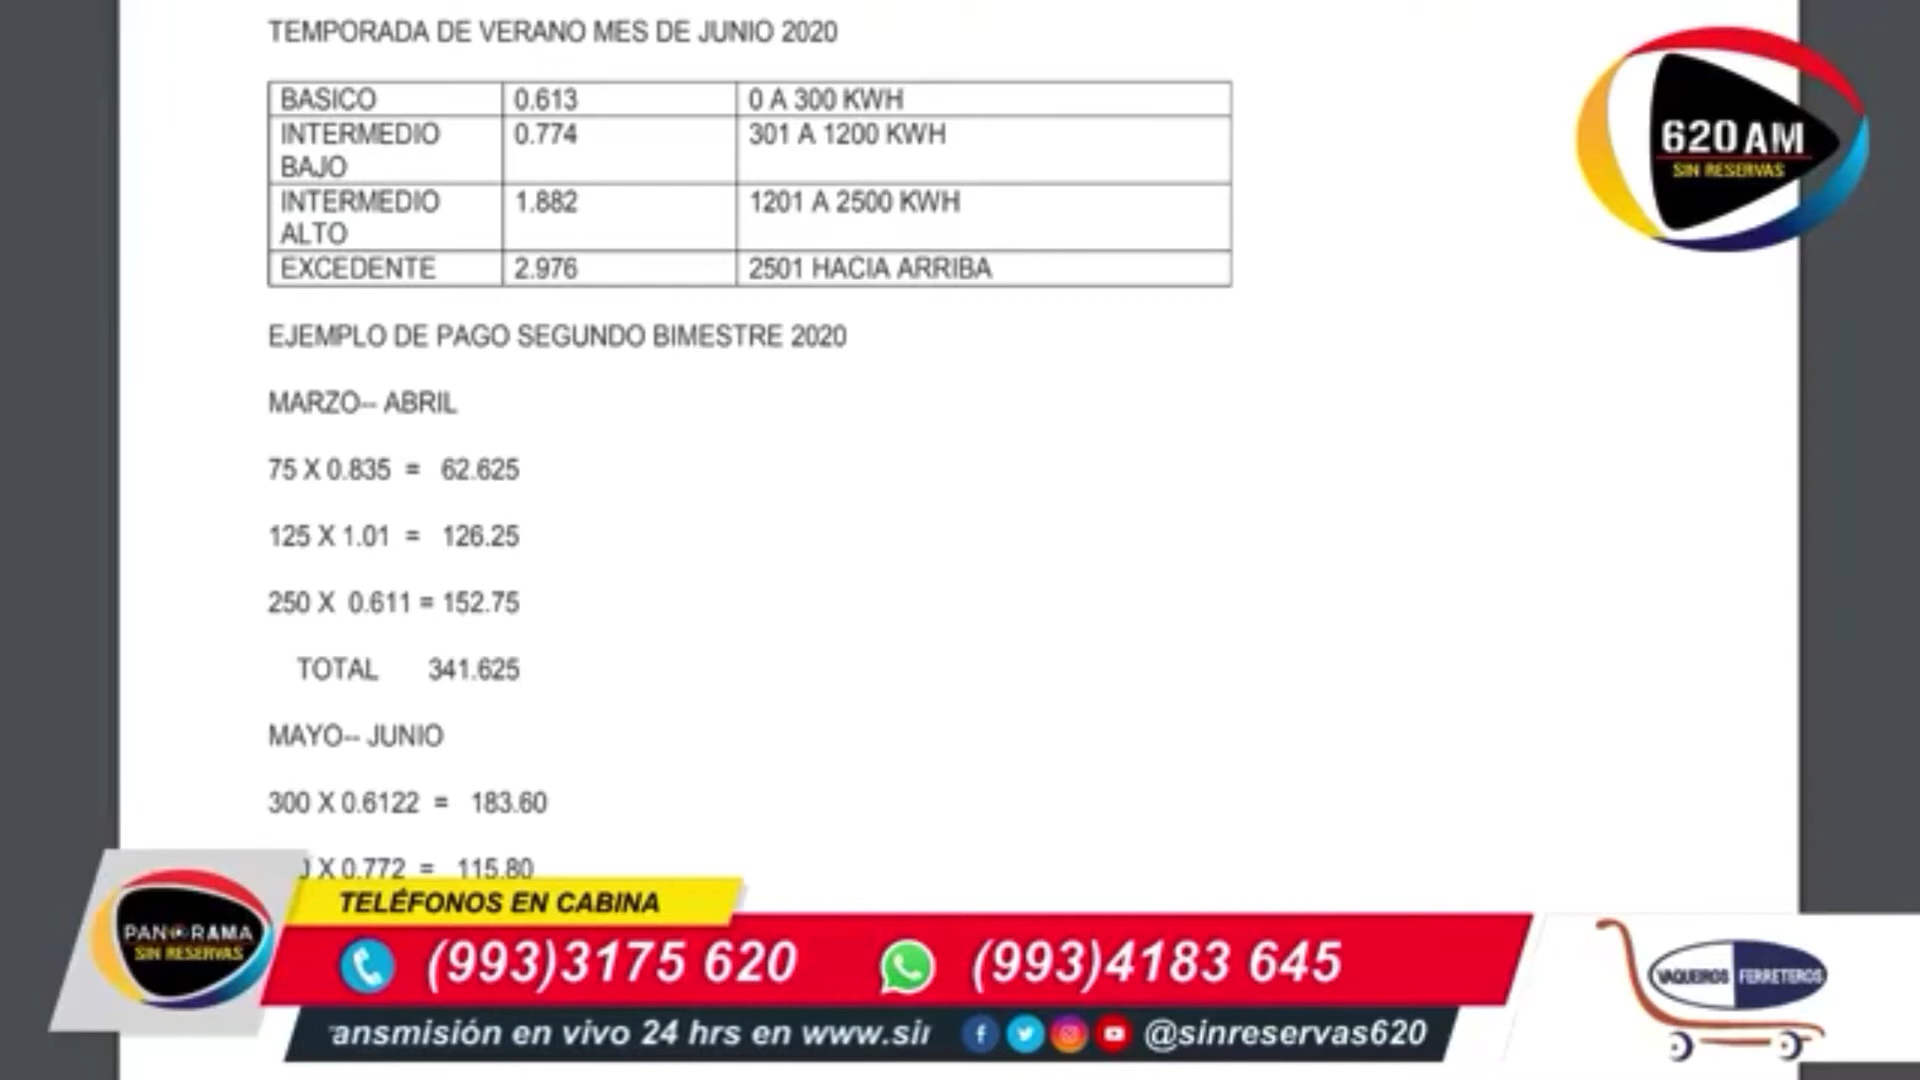 TEMPORADA DE VERANO MES DE JUNIO 2020
BASICO 0.613 0 A 300 KWH
INTERMEDIO BAJO 0.774 301 A 1200 KWH
INTERMEDIO ALTO 1.882 1201 A 2500 KWH
EXCEDENTE 2.976 2501 HACIA ARRIBA
EJEMPLO DE PAGO SEGUNDO BIMESTRE 2020
MARZO-- ABRIL
75 X 0.835 = 62.625
125 X 1.01 = 126.25
250 X 0.611 = 152.75
TOTAL 341.625
MAYO-- JUNIO
300 X 0.6122 = 183.60
X 0.772 = 115.80
620 AM
SIN RESERVAS
PANORAMA
SIN RESERVAS
TELÉFONOS EN CABINA
(993)3175 620 (993)4183 645
ansmisión en vivo 24 hrs en www.sin @sinreservas620
VAQUEIROS FERRETEROS